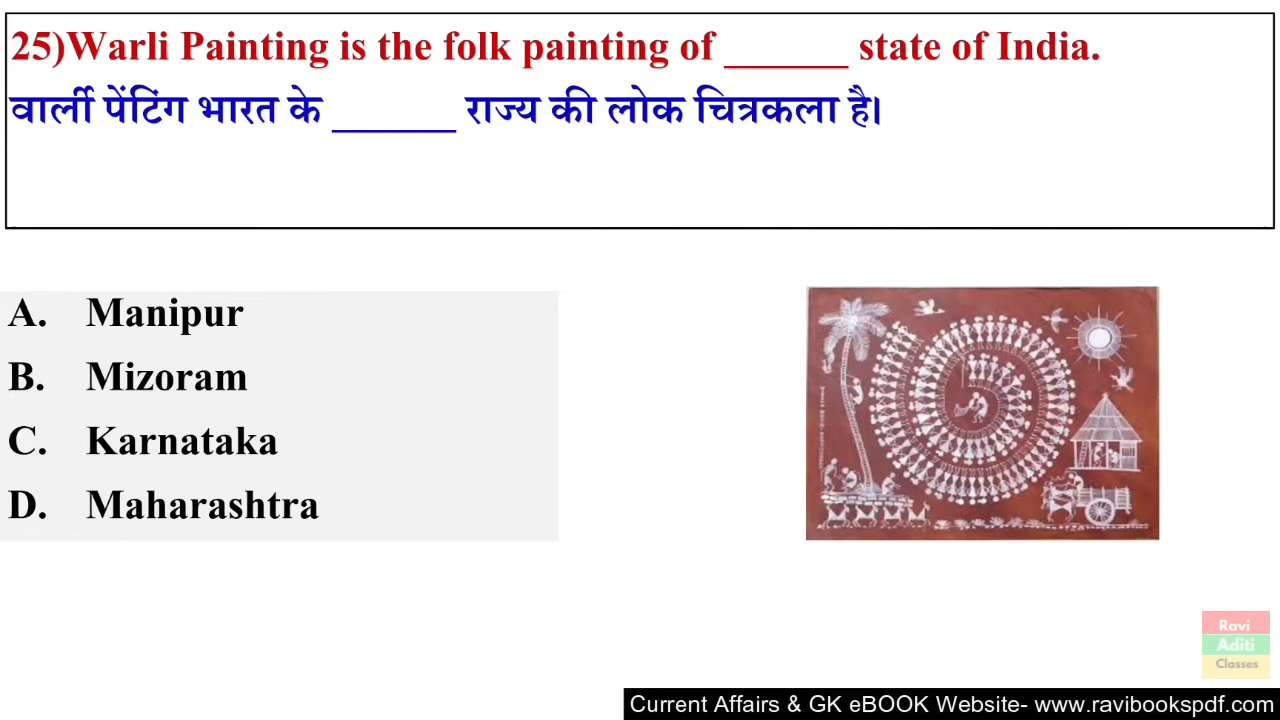 25)Warli Painting is the folk painting of ______ state of India.
वार्ली पेंटिंग भारत के ______ राज्य की लोक चित्रकला है।
A. Manipur
B. Mizoram
C. Karnataka
D. Maharashtra
Ravi
Aditi
Classes
Current Affairs & GK eBOOK Website- www.ravibookspdf.com